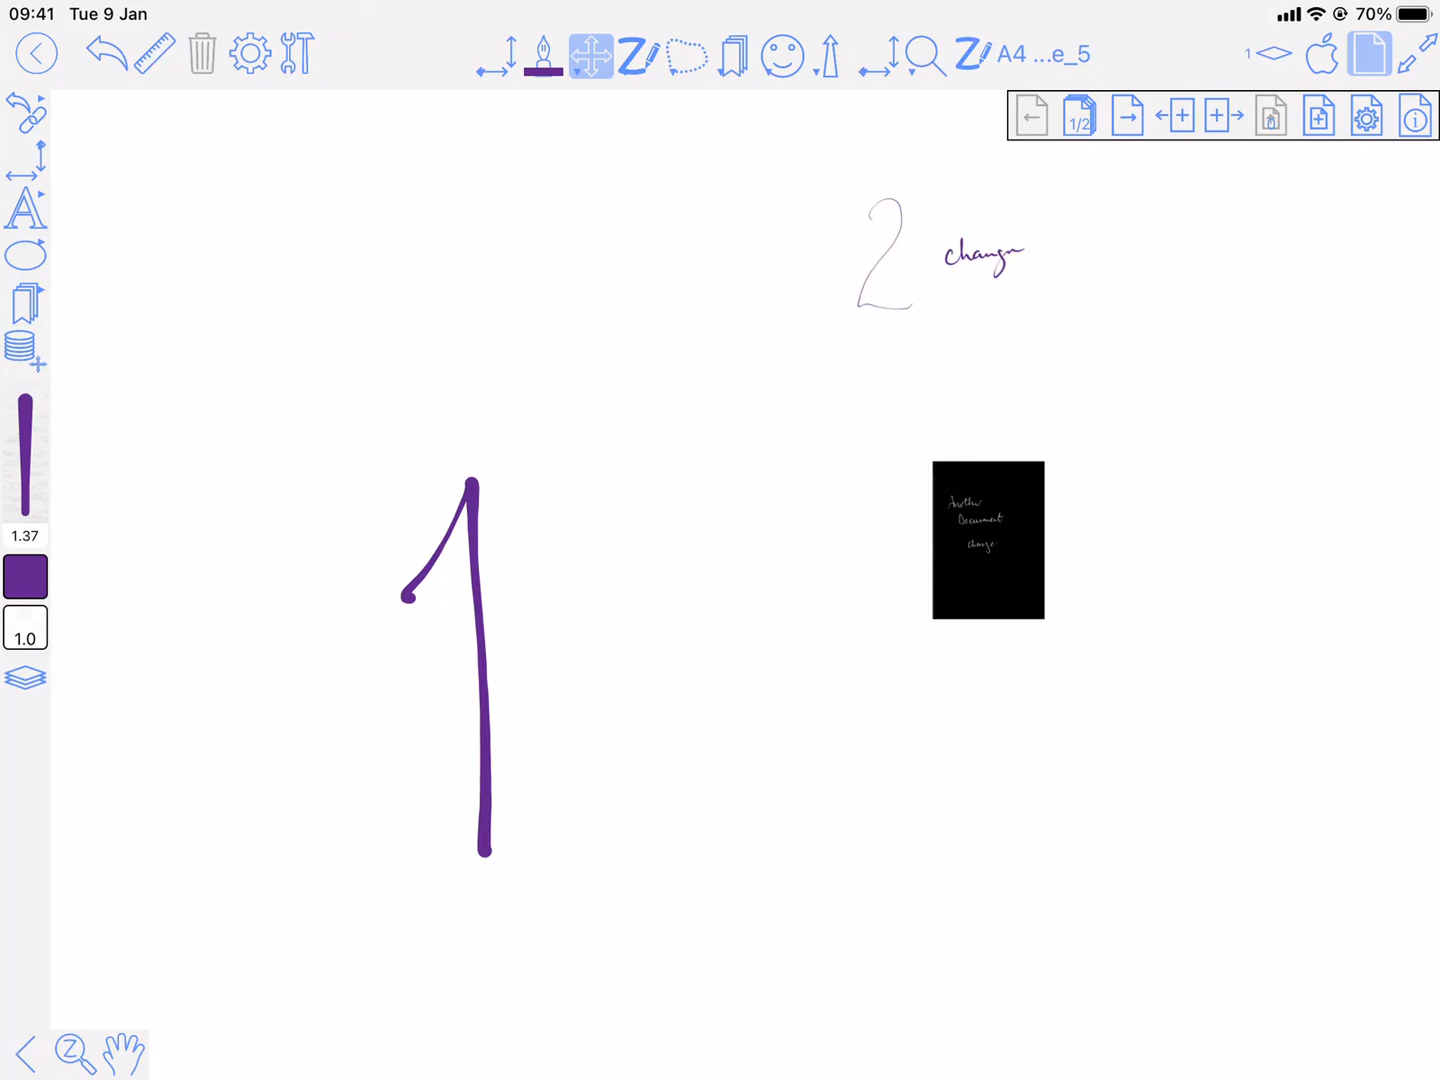 09:41 Tue 9 Jan
70%
A4 ...e_5
1
1/2
2 change
1
Another
Document
change
1.37
1.0